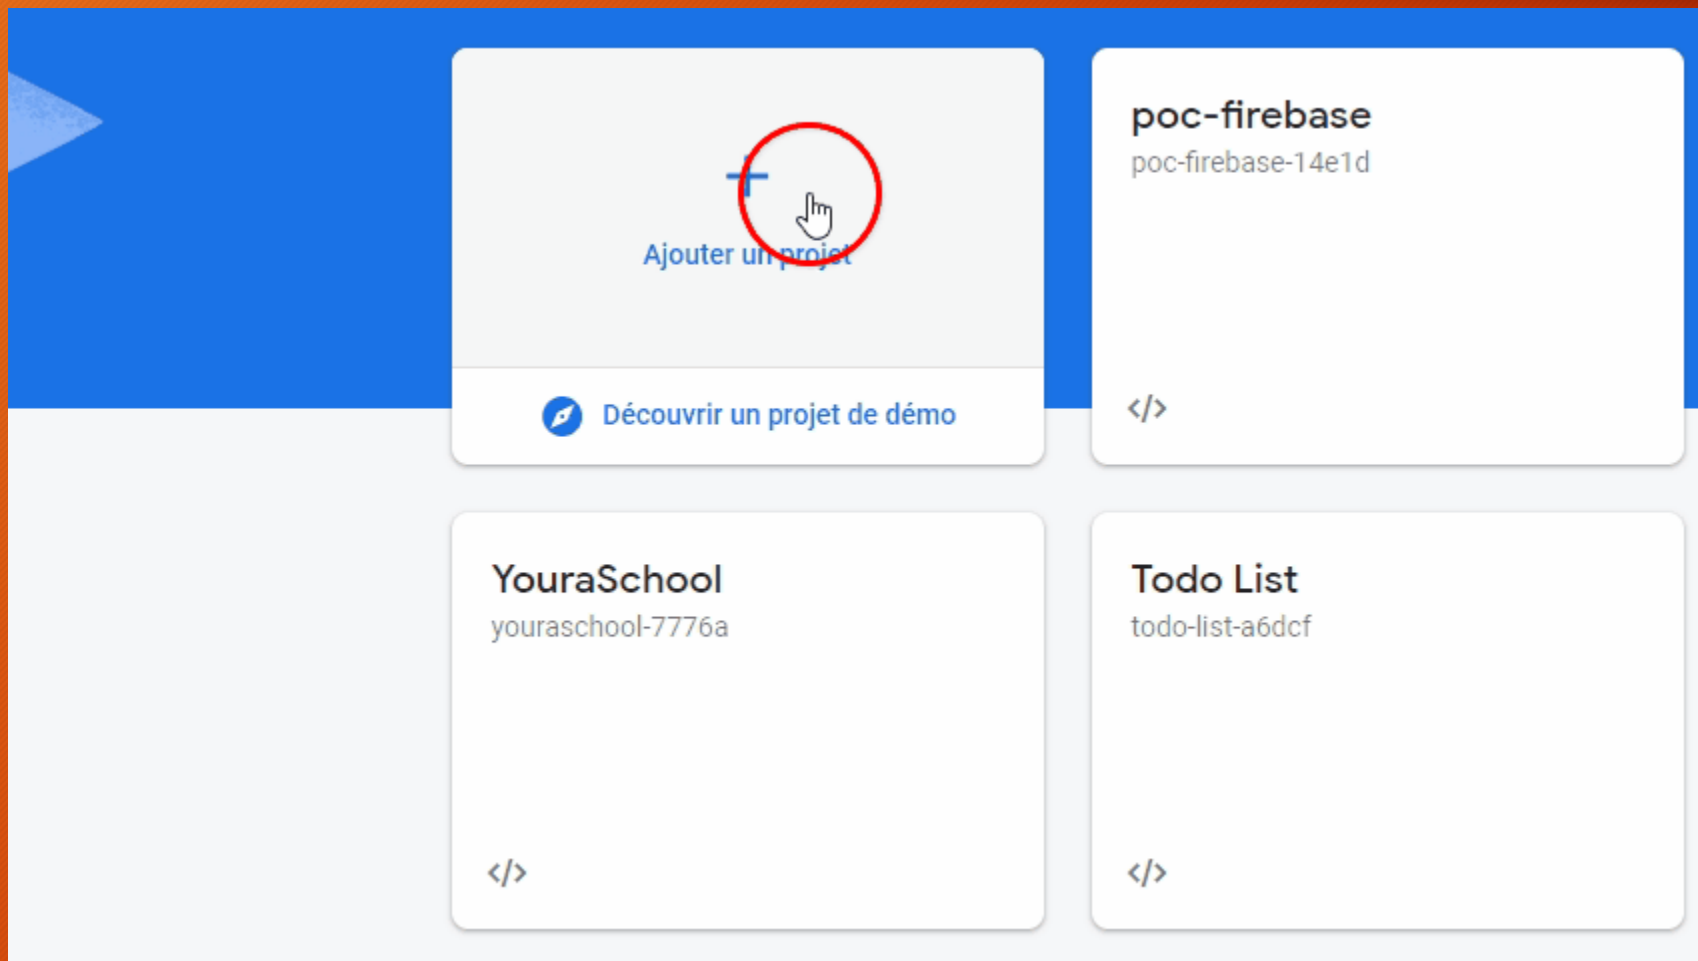 Ajouter un projet
Découvrir un projet de démo
poc-firebase
poc-firebase-14e1d
</>
YouraSchool
youraschool-7776a
</>
Todo List
todo-list-a6dcf
</>